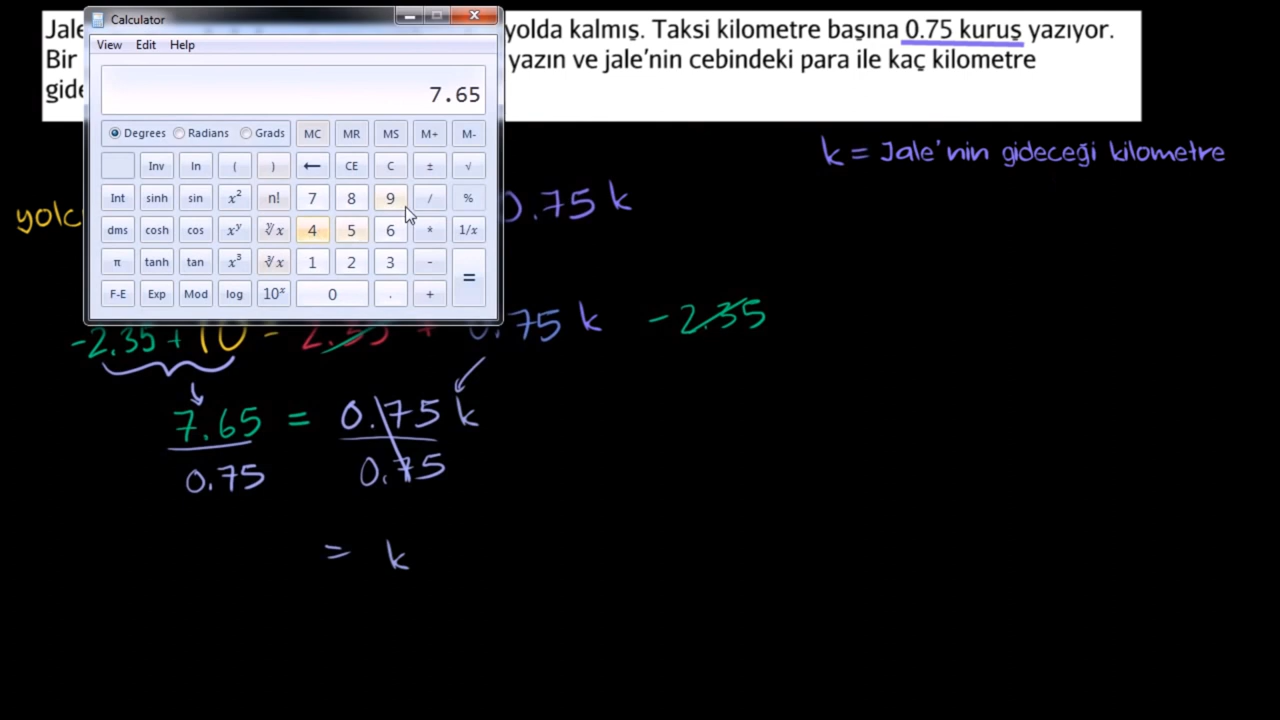 Calculator
View Edit Help
7.65
Degrees Radians Grads MC MR MS M+ M-
Inv ln ( ) ← CE C ± √
Int sinh sin x² n! 7 8 9 / %
dms cosh cos xʸ ʸ√x 4 5 6 * 1/x
π tanh tan x³ ³√x 1 2 3 - =
F-E Exp Mod log 10ˣ 0 . +
yolda kalmış. Taksi kilometre başına 0.75 kuruş yazıyor.
Bir yazın ve jale'nin cebindeki para ile kaç kilometre
k = Jale'nin gideceği kilometre
0.75 k
-2.35 + 10 = 2.35 + 0.75 k - 2.35
7.65 = 0.75 k
0.75 0.75
= k